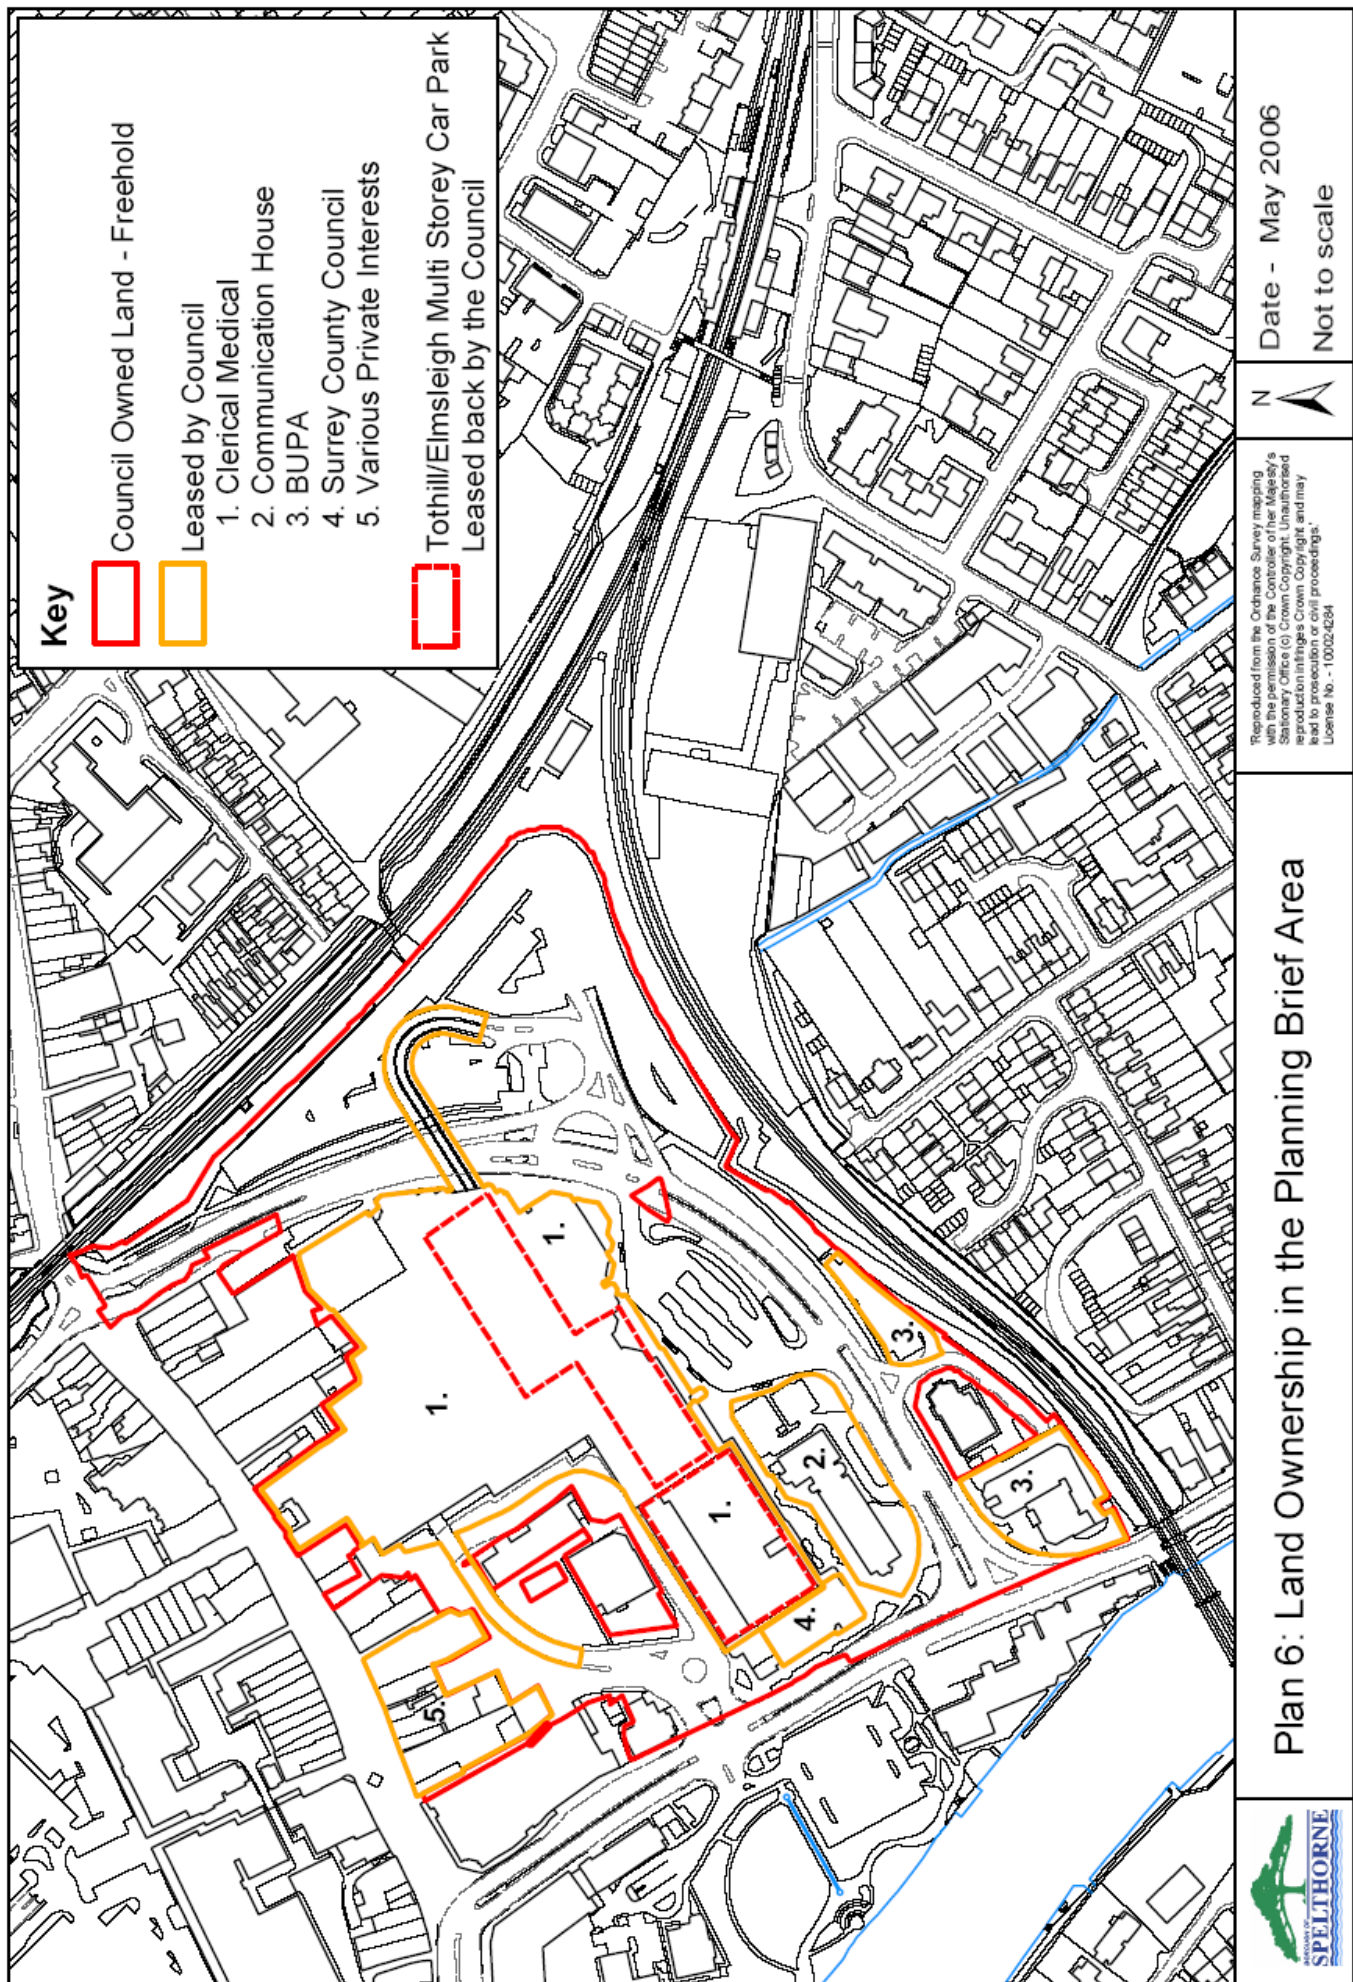 Key
Council Owned Land - Freehold
Leased by Council
1. Clerical Medical
2. Communication House
3. BUPA
4. Surrey County Council
5. Various Private Interests
Tothill/Elmsleigh Multi Storey Car Park
Leased back by the Council
1.
1.
1.
2.
3.
3.
4.
5.
BOROUGH OF
SPELTHORNE
Plan 6: Land Ownership in the Planning Brief Area
'Reproduced from the Ordnance Survey mapping
with the permission of the Controller of her Majesty's
Stationary Office (c) Crown Copyright. Unauthorised
reproduction infringes Crown Copyright and may
lead to prosecution or civil proceedings.'
License No. - 100024284
N
Date - May 2006
Not to scale